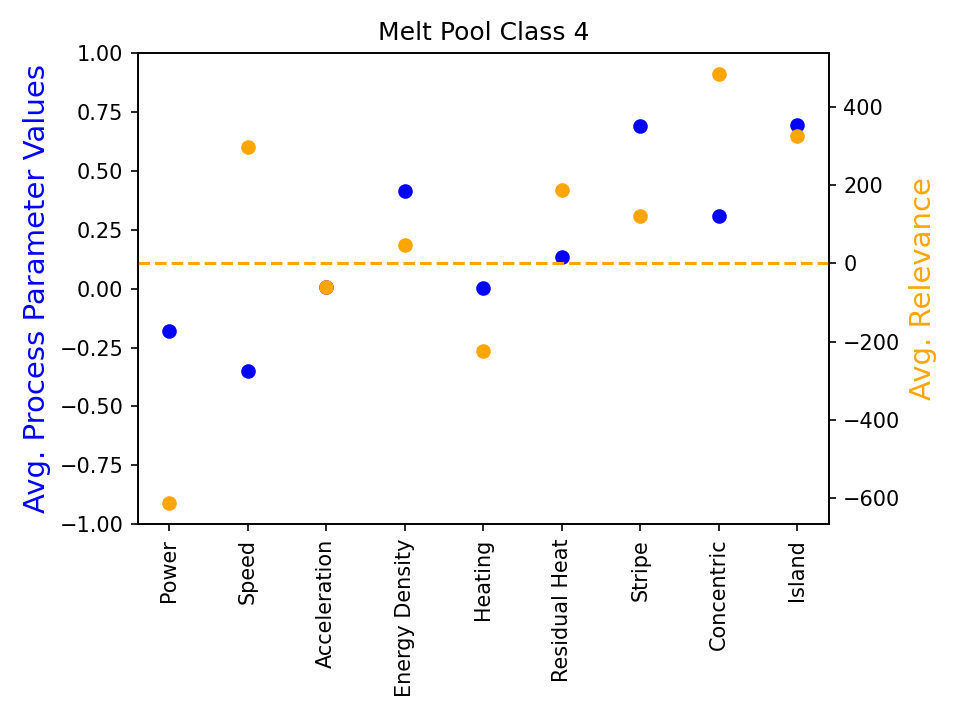 Melt Pool Class 4
Avg. Process Parameter Values
1.00
0.75
0.50
0.25
0.00
−0.25
−0.50
−0.75
−1.00
400
200
0
−200
−400
−600
Avg. Relevance
Power
Speed
Acceleration
Energy Density
Heating
Residual Heat
Stripe
Concentric
Island